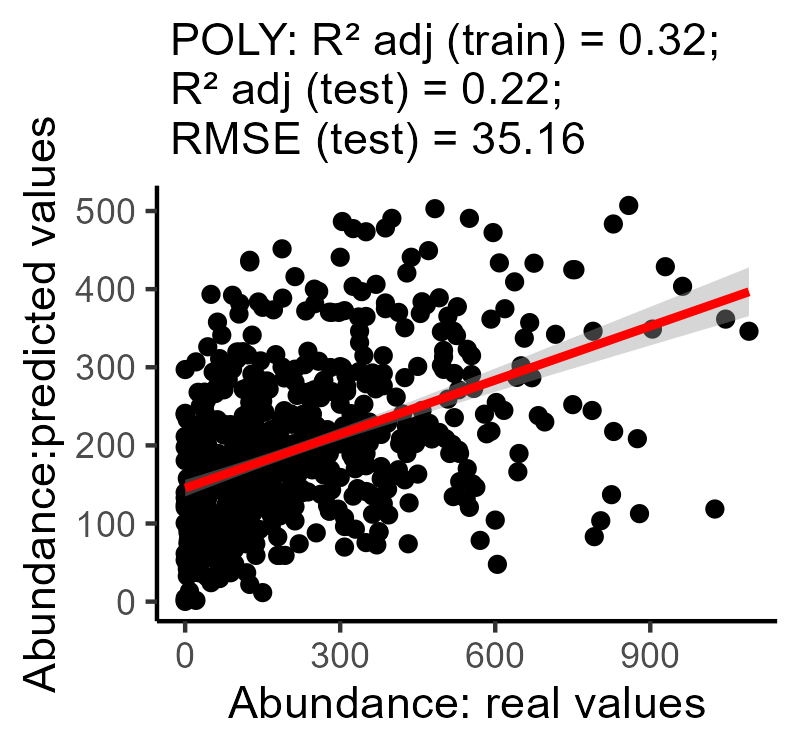 POLY: R² adj (train) = 0.32;
R² adj (test) = 0.22;
RMSE (test) = 35.16
Abundance:predicted values
500
400
300
200
100
0
0 300 600 900
Abundance: real values